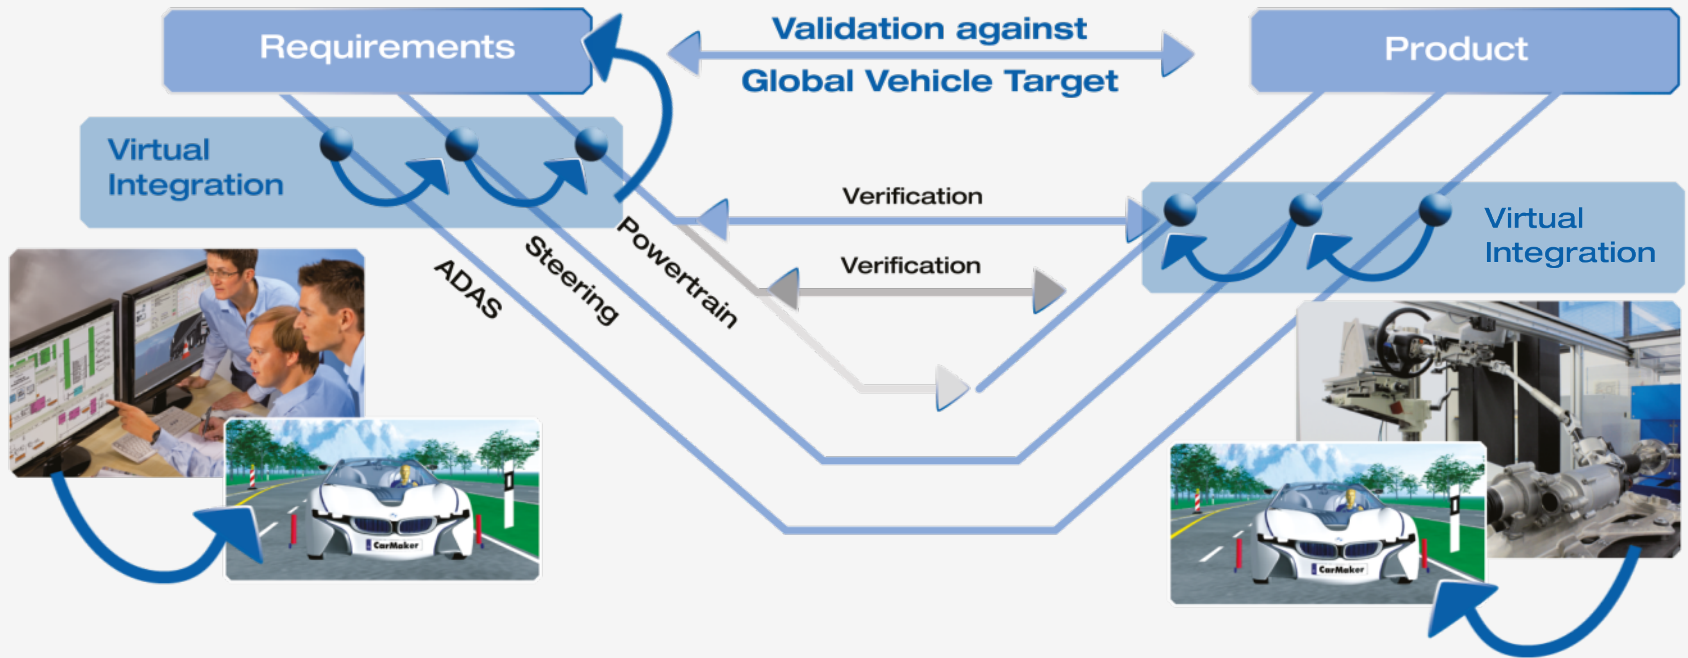 Requirements
Validation against
Global Vehicle Target
Product
Virtual
Integration
Verification
Verification
Virtual
Integration
ADAS
Steering
Powertrain
CarMaker
CarMaker